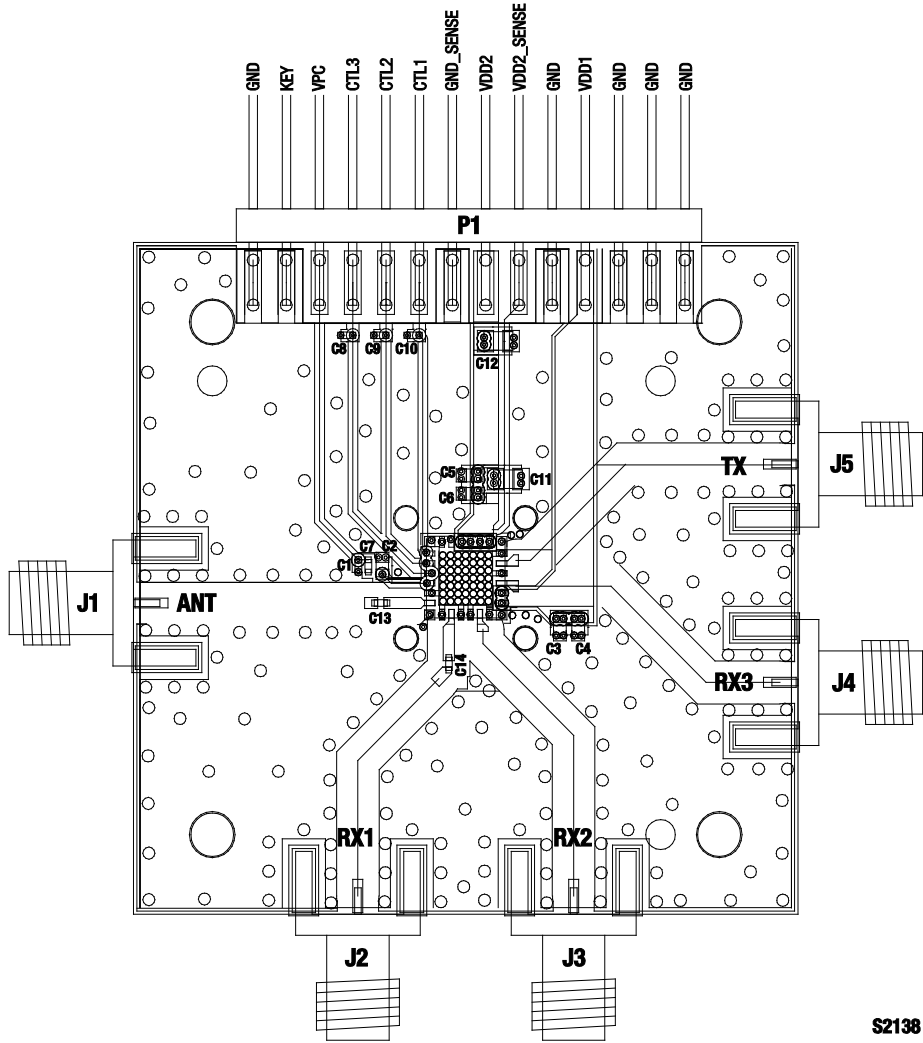 GND
KEY
VPC
CTL3
CTL2
CTL1
GND_SENSE
VDD2
VDD2_SENSE
GND
VDD1
GND
GND
GND
P1
C8
C9
C10
C12
C5
C11
C6
TX
J5
C7
C2
C1
J1
ANT
C13
C3
C4
C14
RX3
J4
RX1
RX2
J2
J3
S2138